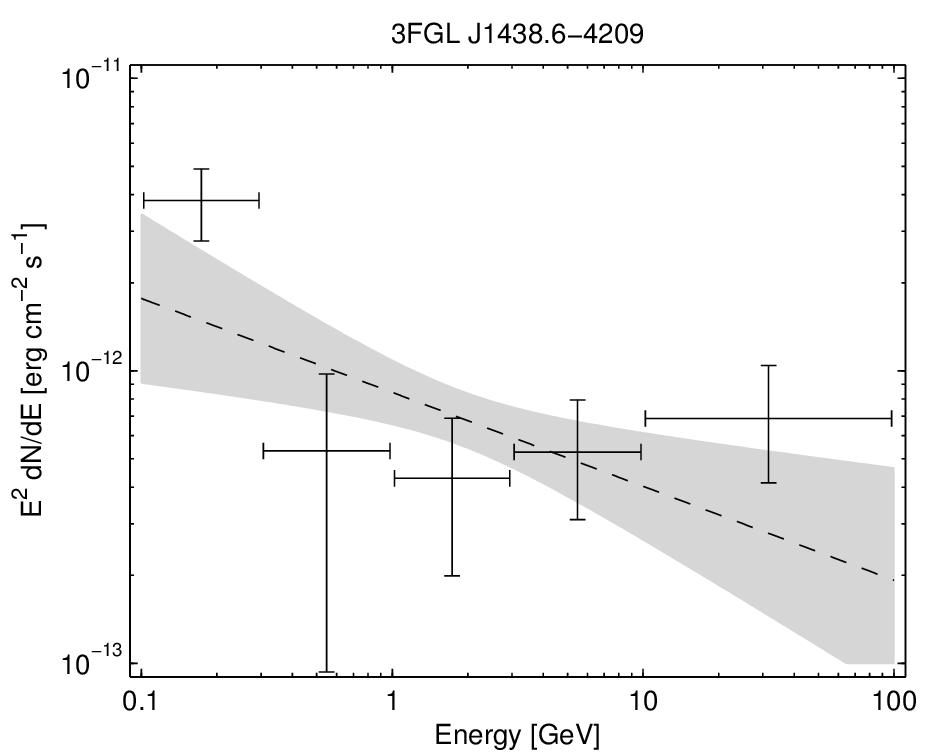 3FGL J1438.6−4209
10⁻¹¹
10⁻¹²
10⁻¹³
E² dN/dE [erg cm⁻² s⁻¹]
0.1 1 10 100
Energy [GeV]